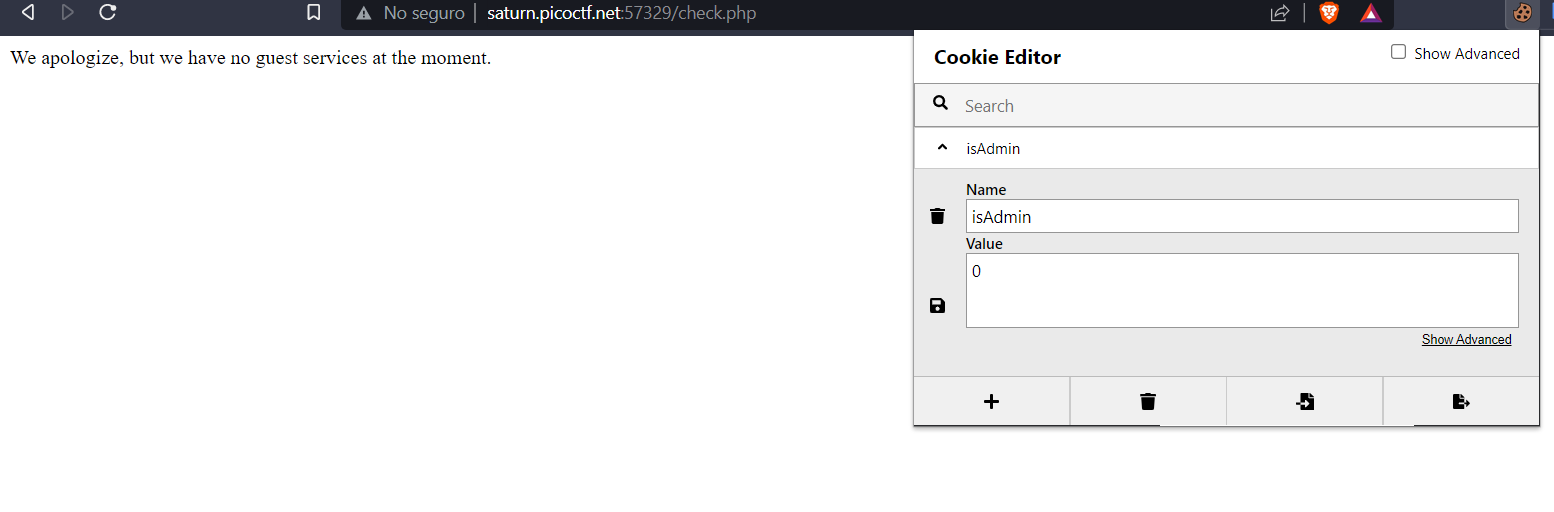 No seguro | saturn.picoctf.net:57329/check.php
We apologize, but we have no guest services at the moment.
Cookie Editor
Show Advanced
Search
isAdmin
Name
isAdmin
Value
0
Show Advanced